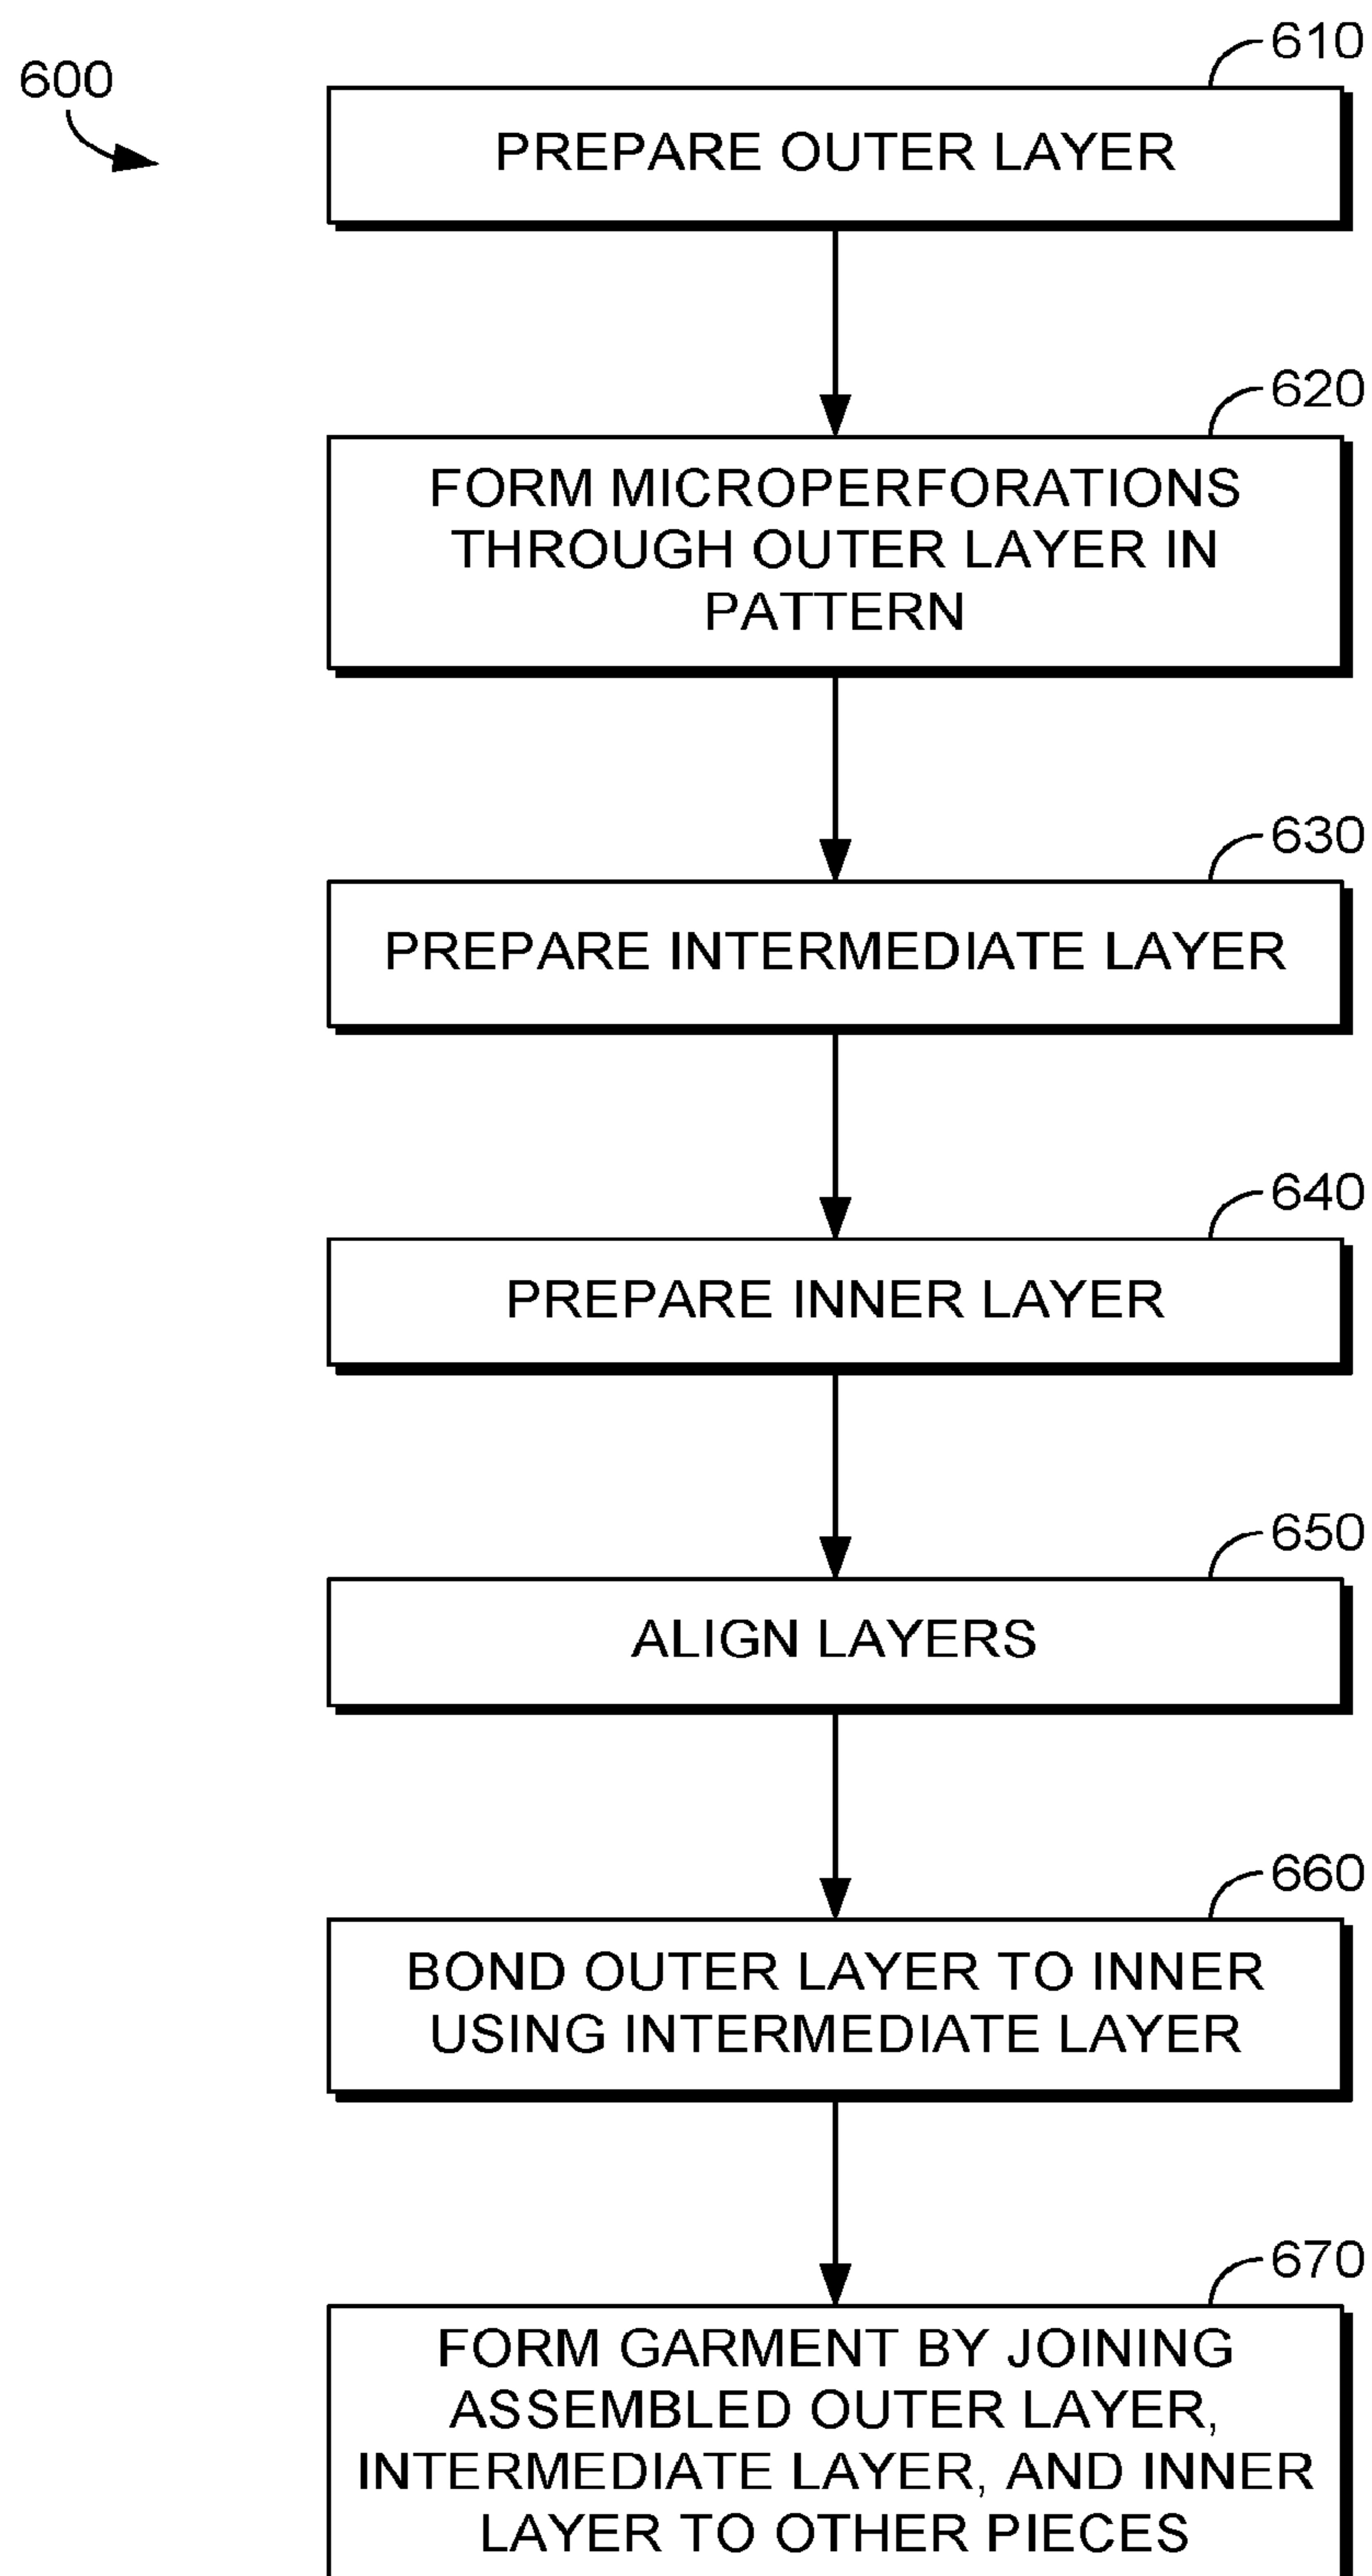 610
600
PREPARE OUTER LAYER
620
FORM MICROPERFORATIONS
THROUGH OUTER LAYER IN
PATTERN
630
PREPARE INTERMEDIATE LAYER
640
PREPARE INNER LAYER
650
ALIGN LAYERS
660
BOND OUTER LAYER TO INNER
USING INTERMEDIATE LAYER
670
FORM GARMENT BY JOINING
ASSEMBLED OUTER LAYER,
INTERMEDIATE LAYER, AND INNER
LAYER TO OTHER PIECES